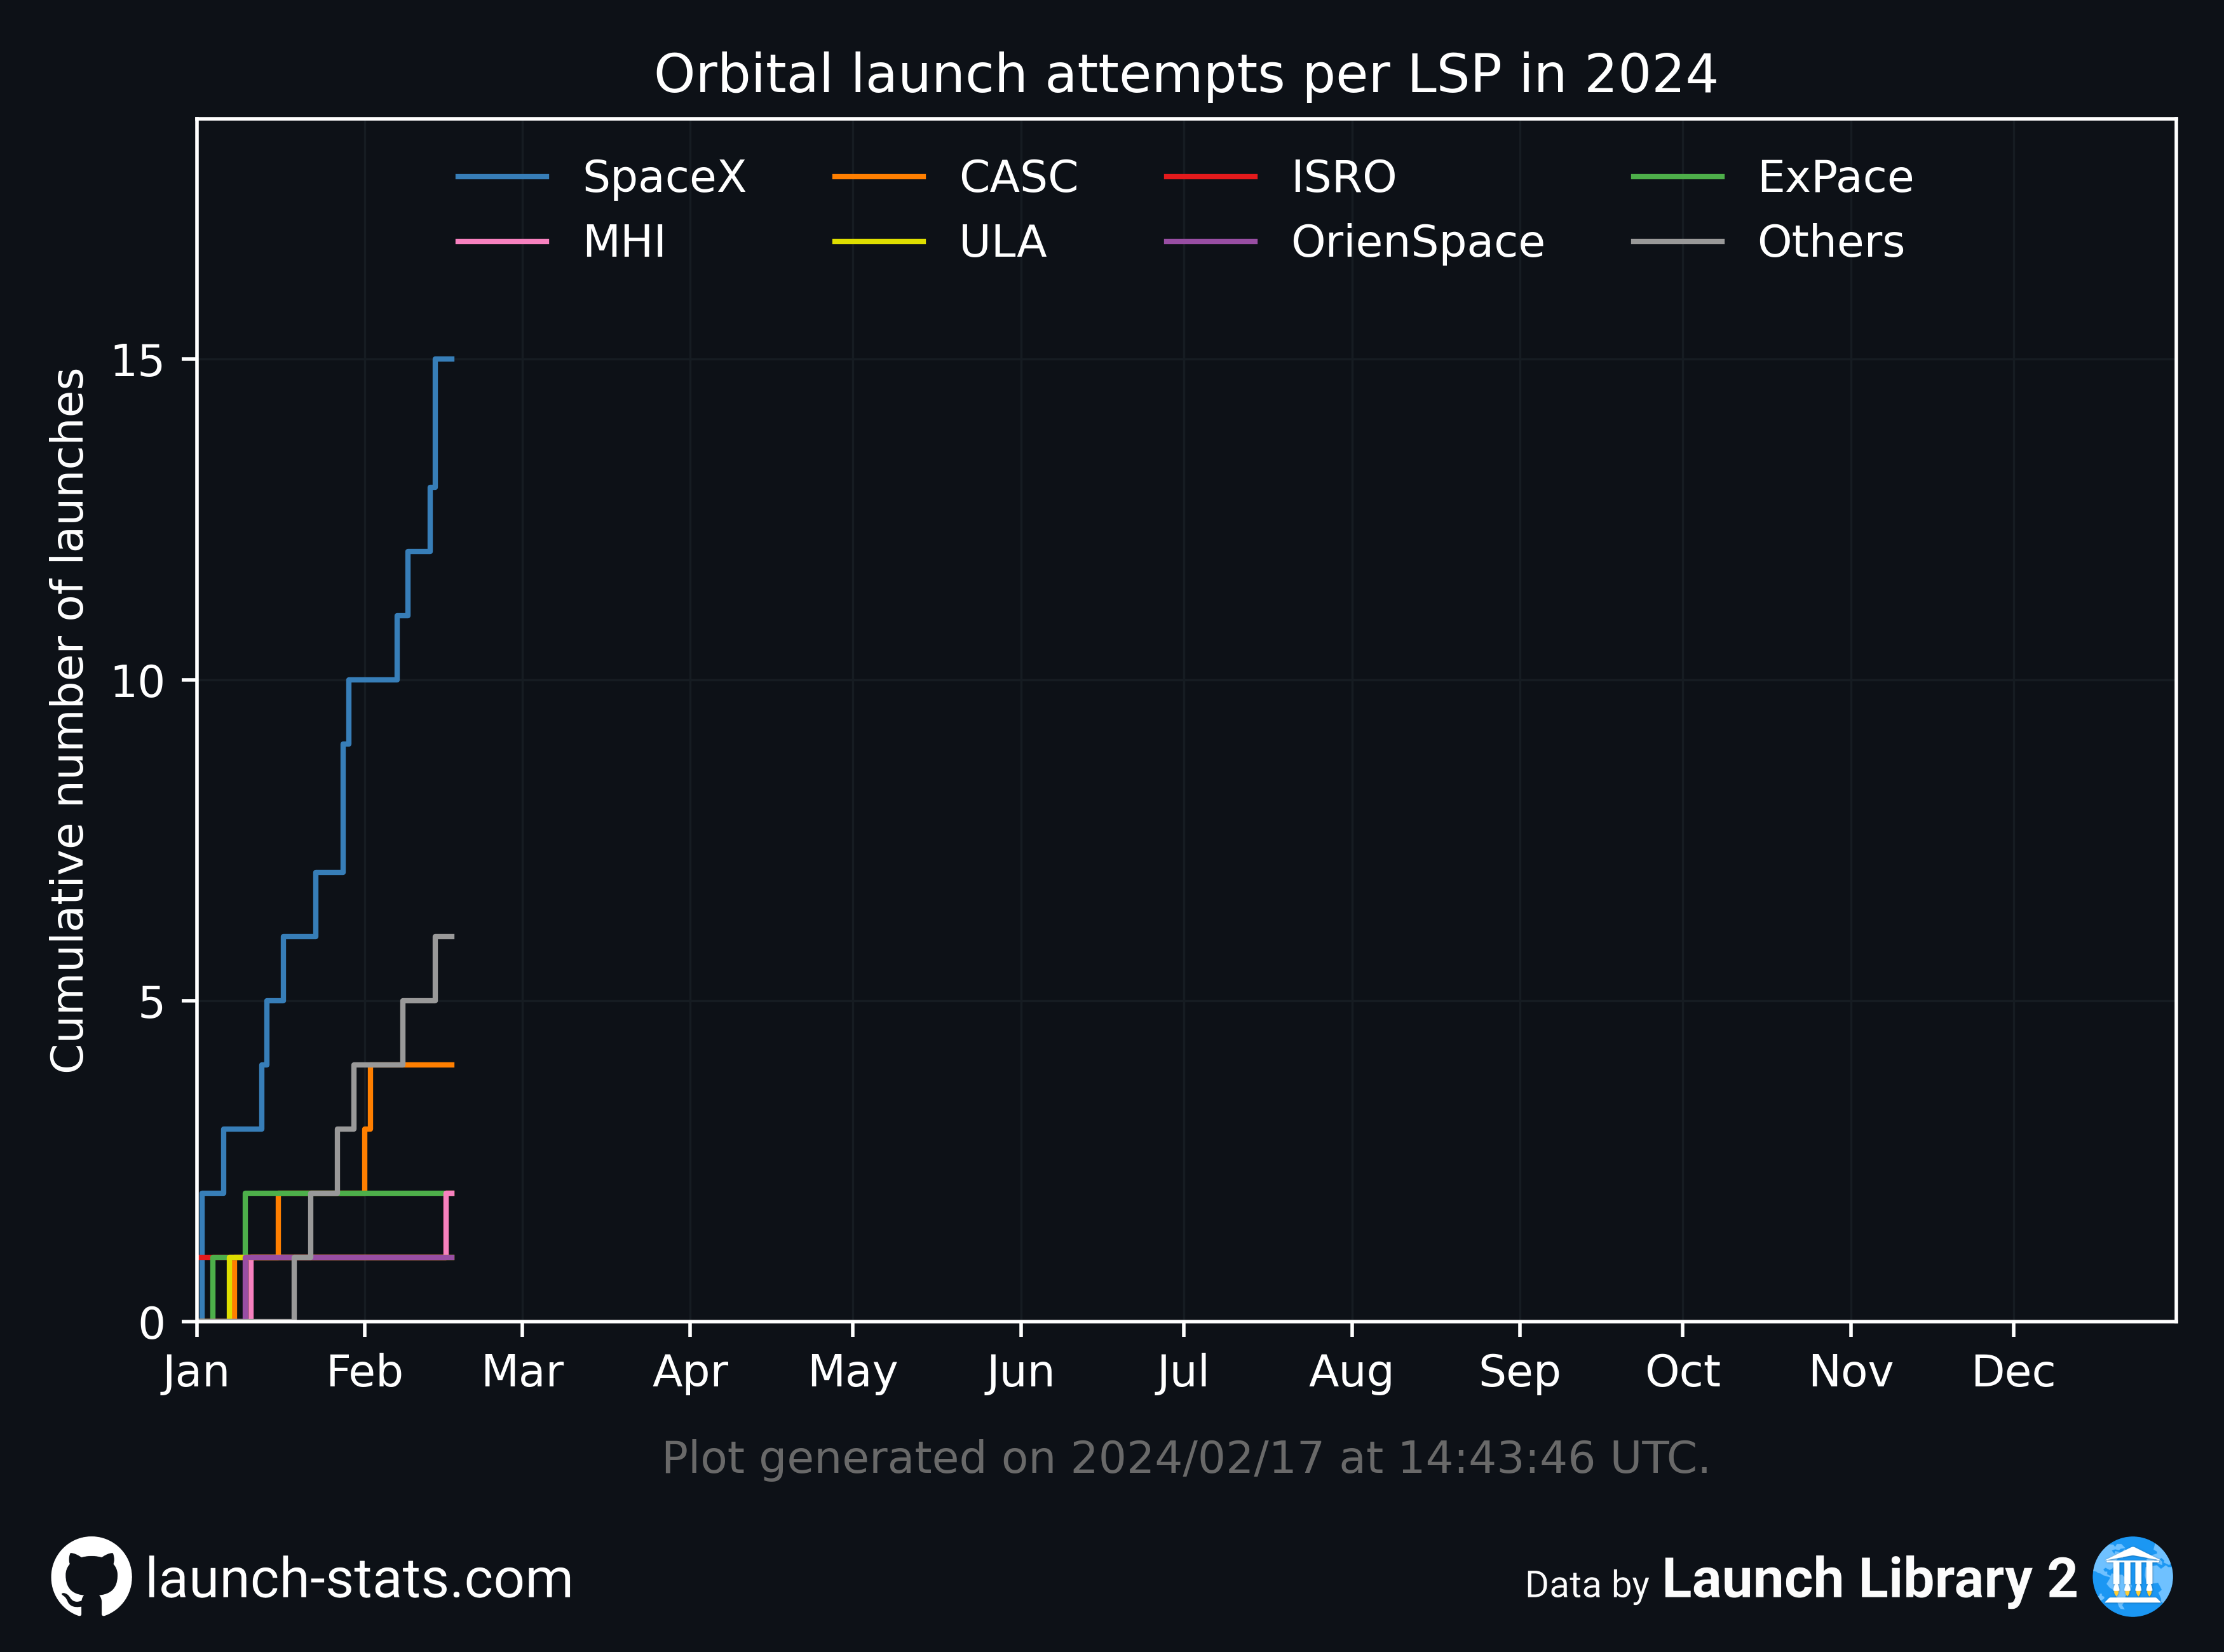 Orbital launch attempts per LSP in 2024
SpaceX CASC ISRO ExPace
MHI ULA OrienSpace Others
Cumulative number of launches
15
10
5
0
Jan Feb Mar Apr May Jun Jul Aug Sep Oct Nov Dec
Plot generated on 2024/02/17 at 14:43:46 UTC.
launch-stats.com
Data by Launch Library 2